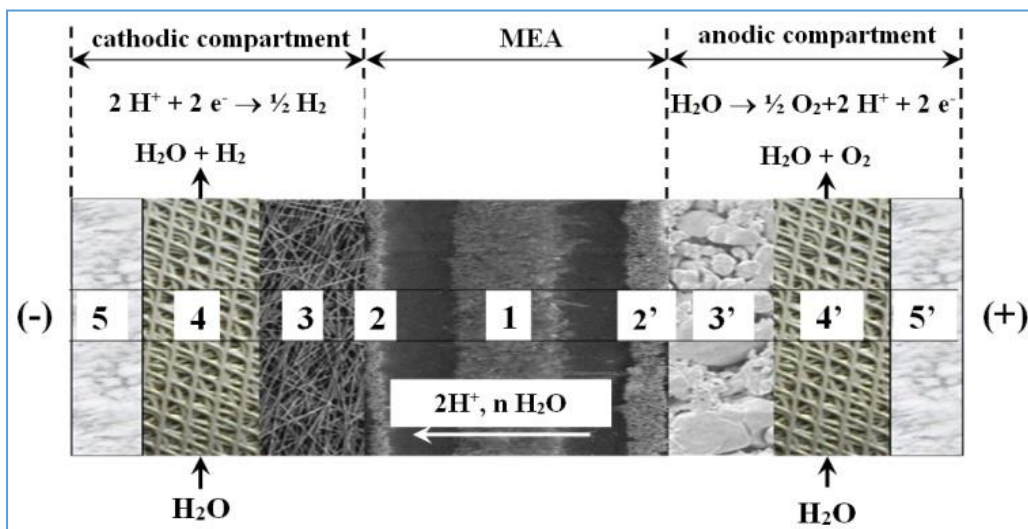 cathodic compartment
MEA
anodic compartment
2 H⁺ + 2 e⁻ → ½ H₂
H₂O → ½ O₂+2 H⁺ + 2 e⁻
H₂O + H₂
H₂O + O₂
(-)
5
4
3
2
1
2'
3'
4'
5'
(+)
2H⁺, n H₂O
H₂O
H₂O